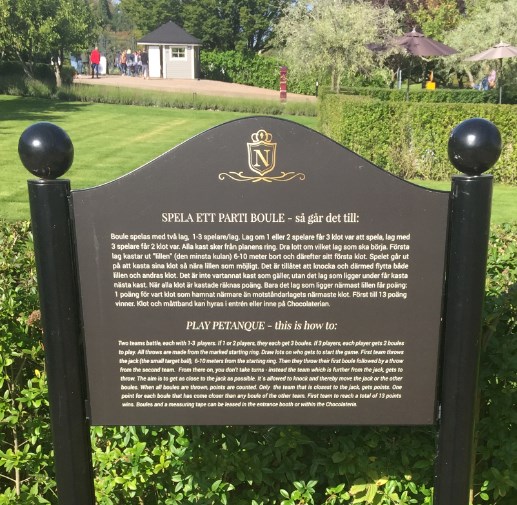 N
SPELA ETT PARTI BOULE - så går det till:
Boule spelas med två lag, 1-3 spelare/lag. Lag om 1 eller 2 spelare får 3 klot var att spela, lag med
3 spelare får 2 klot var. Alla kast sker från planens ring. Dra lott om vilket lag som ska börja. Första
lag kastar ut "lillen" (den minsta kulan) 6-10 meter bort och därefter sitt första klot. Spelet går ut
på att kasta sina klot så nära lillen som möjligt. Det är tillåtet att knocka och därmed flytta både
lillen och andras klot. Det är inte vartannat kast som gäller, utan det lag som ligger under får kasta
nästa kast. När alla klot är kastade räknas poäng. Bara det lag som ligger närmast lillen får poäng:
1 poäng för vart klot som hamnat närmare än motståndarlagets närmaste klot. Först till 13 poäng
vinner. Klot och måttband kan hyras i entrén eller inne på Chocolaterian.
PLAY PETANQUE - this is how to:
Two teams battle, each with 1-3 players. If 1 or 2 players, they each get 3 boules. If 3 players, each player gets 2 boules
to play. All throws are made from the marked starting ring. Draw lots on who gets to start the game. First team throws
the jack (the small target ball), 6-10 meters from the starting ring. Then they throw their first boule followed by a throw
from the second team. From there on, you don't take turns - instead the team which is further from the jack, gets to
throw. The aim is to get as close to the jack as possible. It's allowed to knock and thereby move the jack or the other
boules. When all boules are thrown, points are counted. Only the team that is closest to the jack, gets points. One
point for each boule that has come closer than any boule of the other team. First team to reach a total of 13 points
wins. Boules and a measuring tape can be leased in the entrance booth or within the Chocolateria.